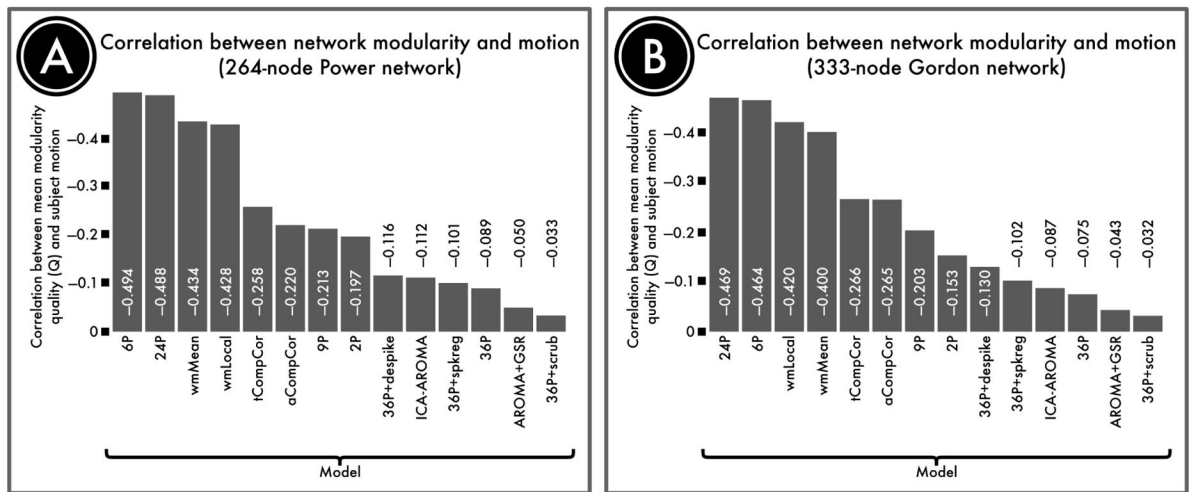 A
Correlation between network modularity and motion
(264-node Power network)
Correlation between mean modularity
quality (Q) and subject motion
−0.4
−0.3
−0.2
−0.1
0
−0.494
−0.488
−0.434
−0.428
−0.258
−0.220
−0.213
−0.197
−0.116
−0.112
−0.101
−0.089
−0.050
−0.033
6P
24P
wmMean
wmLocal
tCompCor
aCompCor
9P
2P
36P+despike
ICA-AROMA
36P+spkreg
36P
AROMA+GSR
36P+scrub
Model
B
Correlation between network modularity and motion
(333-node Gordon network)
Correlation between mean modularity
quality (Q) and subject motion
−0.4
−0.3
−0.2
−0.1
0
−0.469
−0.464
−0.420
−0.400
−0.266
−0.265
−0.203
−0.153
−0.130
−0.102
−0.087
−0.075
−0.043
−0.032
24P
6P
wmLocal
wmMean
tCompCor
aCompCor
9P
2P
36P+despike
36P+spkreg
ICA-AROMA
36P
AROMA+GSR
36P+scrub
Model